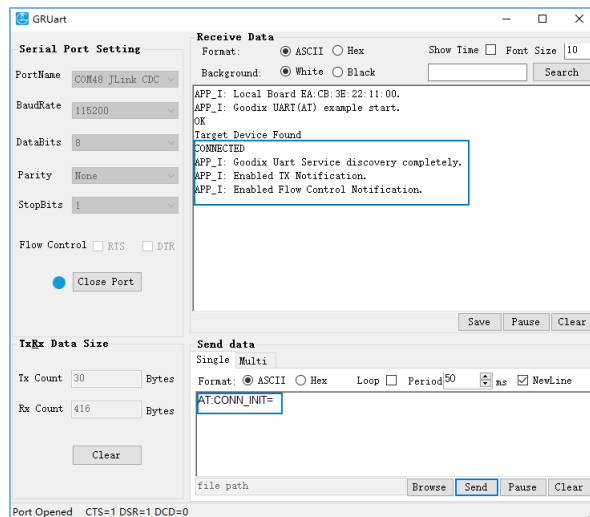 GRUart
Serial Port Setting
PortName COM48 JLink CDC
BaudRate 115200
DataBits 8
Parity None
StopBits 1
Flow Control RTS DTR
Close Port
Receive Data
Format: ASCII Hex Show Time Font Size 10
Background: White Black Search
APP_I: Local Board EA:CB:3E:22:11:00.
APP_I: Goodix UART(AT) example start.
OK
Target Device Found
CONNECTED
APP_I: Goodix Uart Service discovery completely.
APP_I: Enabled TX Notification.
APP_I: Enabled Flow Control Notification.
Save Pause Clear
TxRx Data Size
Tx Count 30 Bytes
Rx Count 416 Bytes
Clear
Send data
Single Multi
Format: ASCII Hex Loop Period 50 ms NewLine
AT:CONN_INIT=
file path Browse Send Pause Clear
Port Opened CTS=1 DSR=1 DCD=0